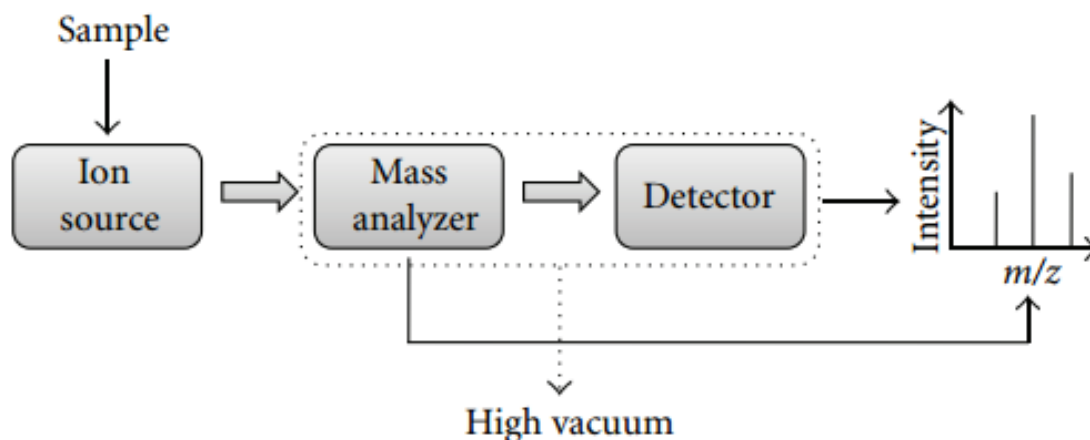 Sample
Ion
source
Mass
analyzer
Detector
Intensity
m/z
High vacuum